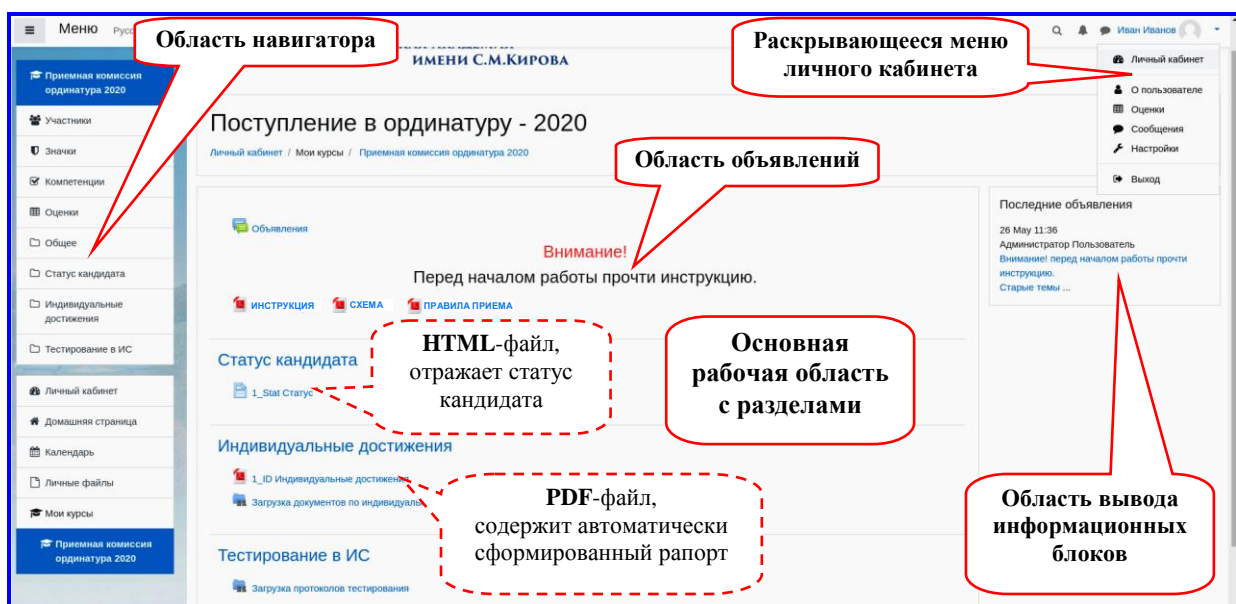 Меню
Область навигатора
ИМЕНИ С.М.КИРОВА
Раскрывающееся меню
личного кабинета
Иван Иванов
Личный кабинет
О пользователе
Оценки
Сообщения
Настройки
Выход
Приемная комиссия
ординатура 2020
Участники
Значки
Компетенции
Оценки
Общее
Статус кандидата
Индивидуальные
достижения
Тестирование в ИС
Личный кабинет
Домашняя страница
Календарь
Личные файлы
Мои курсы
Приемная комиссия
ординатура 2020
Поступление в ординатуру - 2020
Личный кабинет / Мои курсы / Приемная комиссия ординатура 2020
Область объявлений
Объявления
Внимание!
Перед началом работы прочти инструкцию.
ИНСТРУКЦИЯ СХЕМА ПРАВИЛА ПРИЕМА
Статус кандидата
1_Stat Статус
HTML-файл,
отражает статус
кандидата
Основная
рабочая область
с разделами
Индивидуальные достижения
1_ID Индивидуальные достижения
Загрузка документов по
PDF-файл,
содержит автоматически
сформированный рапорт
Тестирование в ИС
Загрузка протоколов тестирования
Последние объявления
26 May 11:36
Администратор Пользователь
Внимание! перед началом работы прочти
инструкцию.
Старые темы ...
Область вывода
информационных
блоков